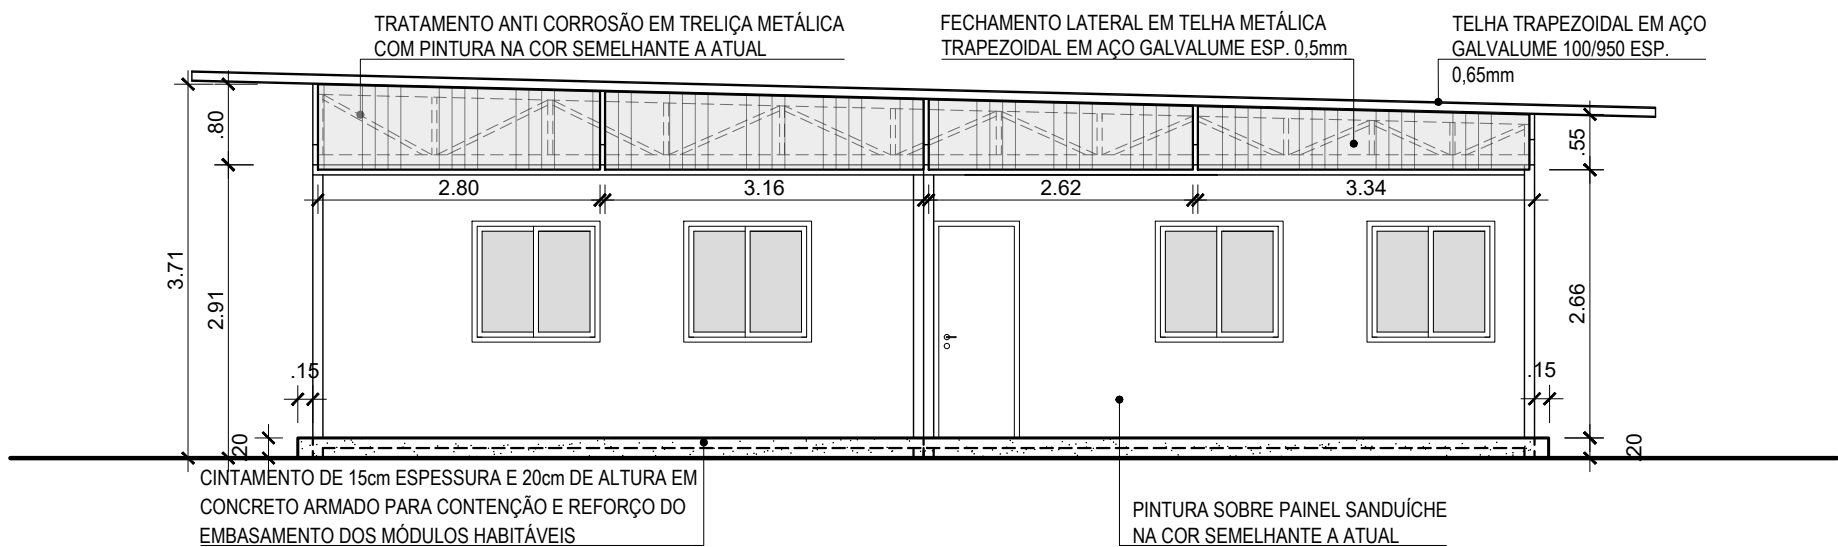 TRATAMENTO ANTI CORROSÃO EM TRELIÇA METÁLICA
COM PINTURA NA COR SEMELHANTE A ATUAL
FECHAMENTO LATERAL EM TELHA METÁLICA
TRAPEZOIDAL EM AÇO GALVALUME ESP. 0,5mm
TELHA TRAPEZOIDAL EM AÇO
GALVALUME 100/950 ESP.
0,65mm
.80
.55
2.80
3.16
2.62
3.34
3.71
2.91
2.66
.15
.15
20
20
CINTAMENTO DE 15cm ESPESSURA E 20cm DE ALTURA EM
CONCRETO ARMADO PARA CONTENÇÃO E REFORÇO DO
EMBASAMENTO DOS MÓDULOS HABITÁVEIS
PINTURA SOBRE PAINEL SANDUÍCHE
NA COR SEMELHANTE A ATUAL